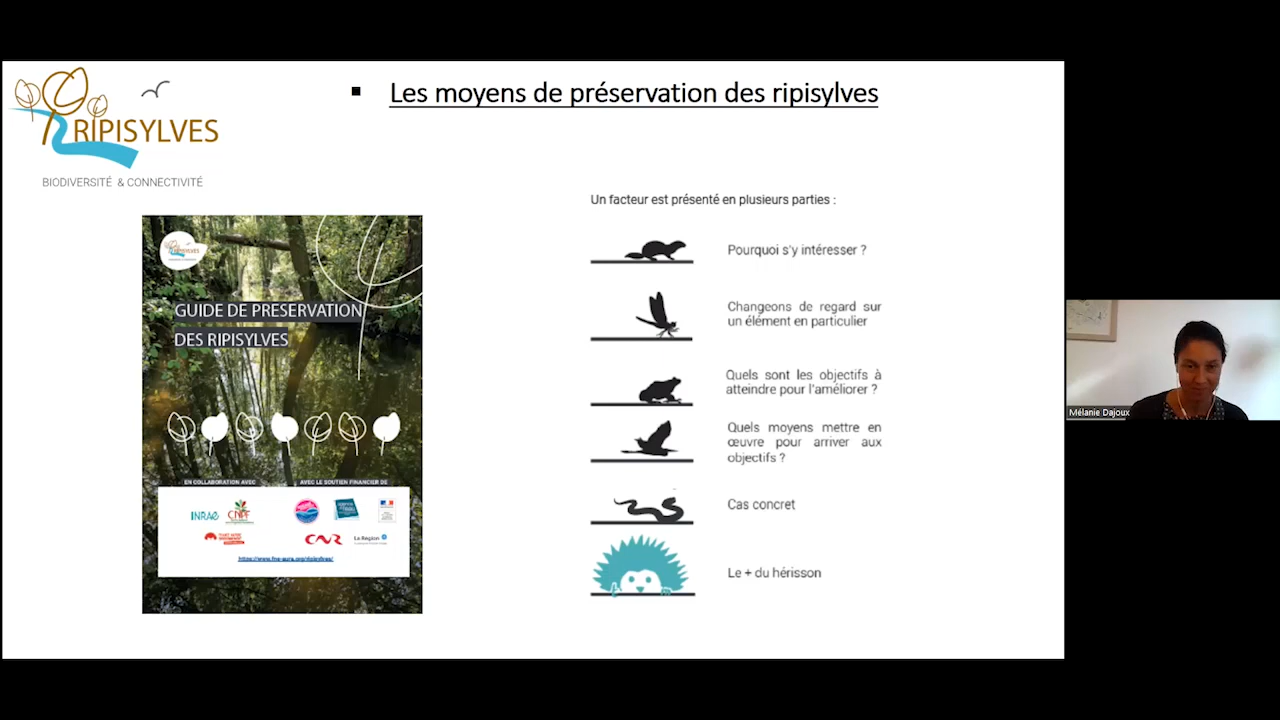 ▪ Les moyens de préservation des ripisylves
RIPISYLVES
BIODIVERSITÉ & CONNECTIVITÉ
GUIDE DE PRESERVATION
DES RIPISYLVES
EN COLLABORATION AVEC
AVEC LE SOUTIEN FINANCIER DE
INRAE
CNPF
CNR
La Région
Un facteur est présenté en plusieurs parties :
Pourquoi s'y intéresser ?
Changeons de regard sur
un élément en particulier
Quels sont les objectifs à
atteindre pour l'améliorer ?
Quels moyens mettre en
œuvre pour arriver aux
objectifs ?
Cas concret
Le + du hérisson
Mélanie Dajoux